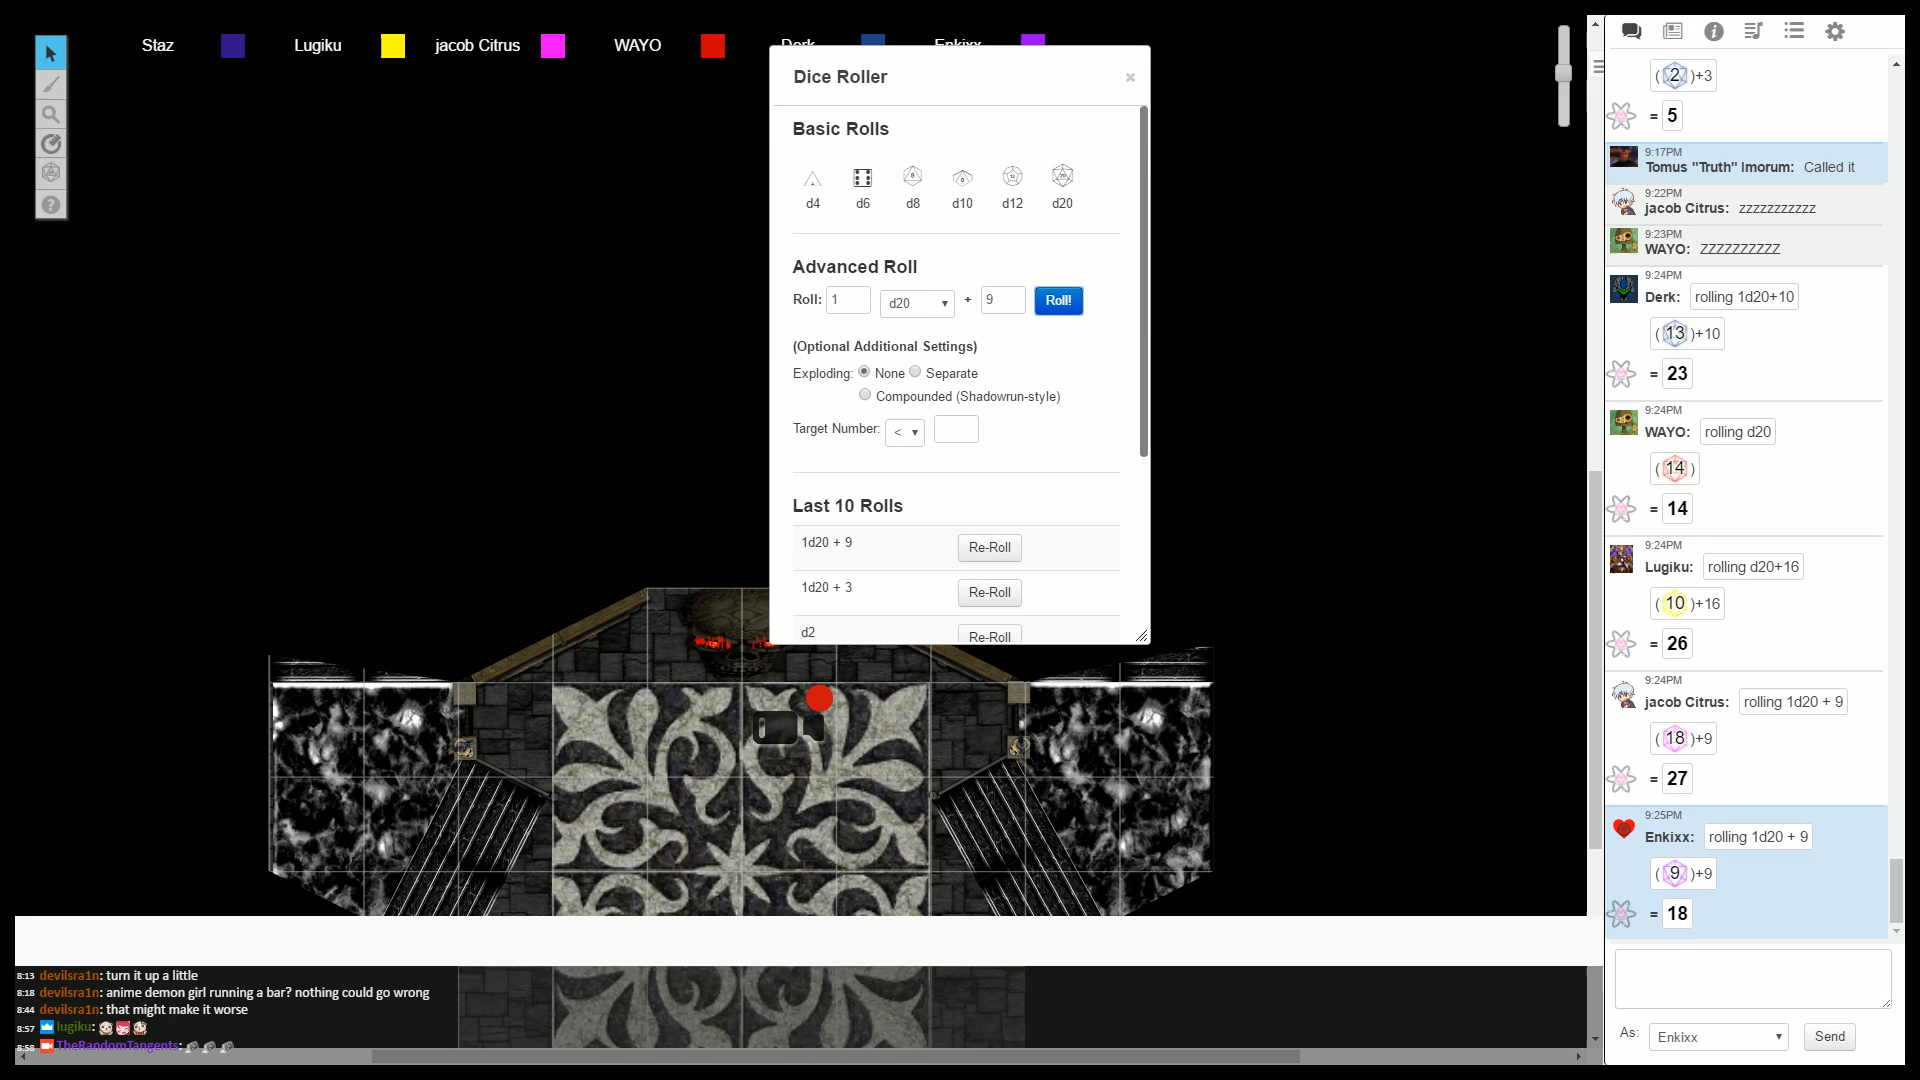 Staz
Lugiku
jacob Citrus
WAYO
Derk
Enkixx
Dice Roller
×
Basic Rolls
d4 d6 d8 d10 d12 d20
Advanced Roll
Roll: 1 d20 + 9 Roll!
(Optional Additional Settings)
Exploding: None Separate
Compounded (Shadowrun-style)
Target Number: <
Last 10 Rolls
1d20 + 9 Re-Roll
1d20 + 3 Re-Roll
d2 Re-Roll
(2)+3
= 5
9:17PM
Tomus "Truth" Imorum: Called it
9:22PM
jacob Citrus: zzzzzzzzzzz
9:23PM
WAYO: ZZZZZZZZZZ
9:24PM
Derk: rolling 1d20+10
(13)+10
= 23
9:24PM
WAYO: rolling d20
(14)
= 14
9:24PM
Lugiku: rolling d20+16
(10)+16
= 26
9:24PM
jacob Citrus: rolling 1d20 + 9
(18)+9
= 27
9:25PM
Enkixx: rolling 1d20 + 9
(9)+9
= 18
As: Enkixx Send
8:13 devilsra1n: turn it up a little
8:18 devilsra1n: anime demon girl running a bar? nothing could go wrong
8:44 devilsra1n: that might make it worse
8:57 lugiku:
8:58 TheRandomTangents: